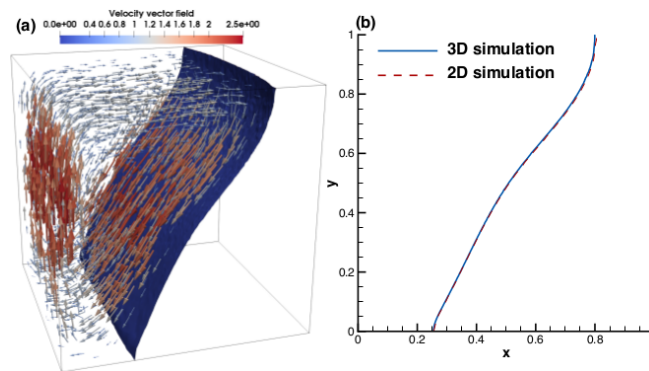 Velocity vector field
(a) 0.0e+00 0.4 0.6 0.8 1 1.2 1.4 1.6 1.8 2 2.5e+00
(b)
3D simulation
2D simulation
1
0.8
0.6
0.4
0.2
0
y
0 0.2 0.4 0.6 0.8
x